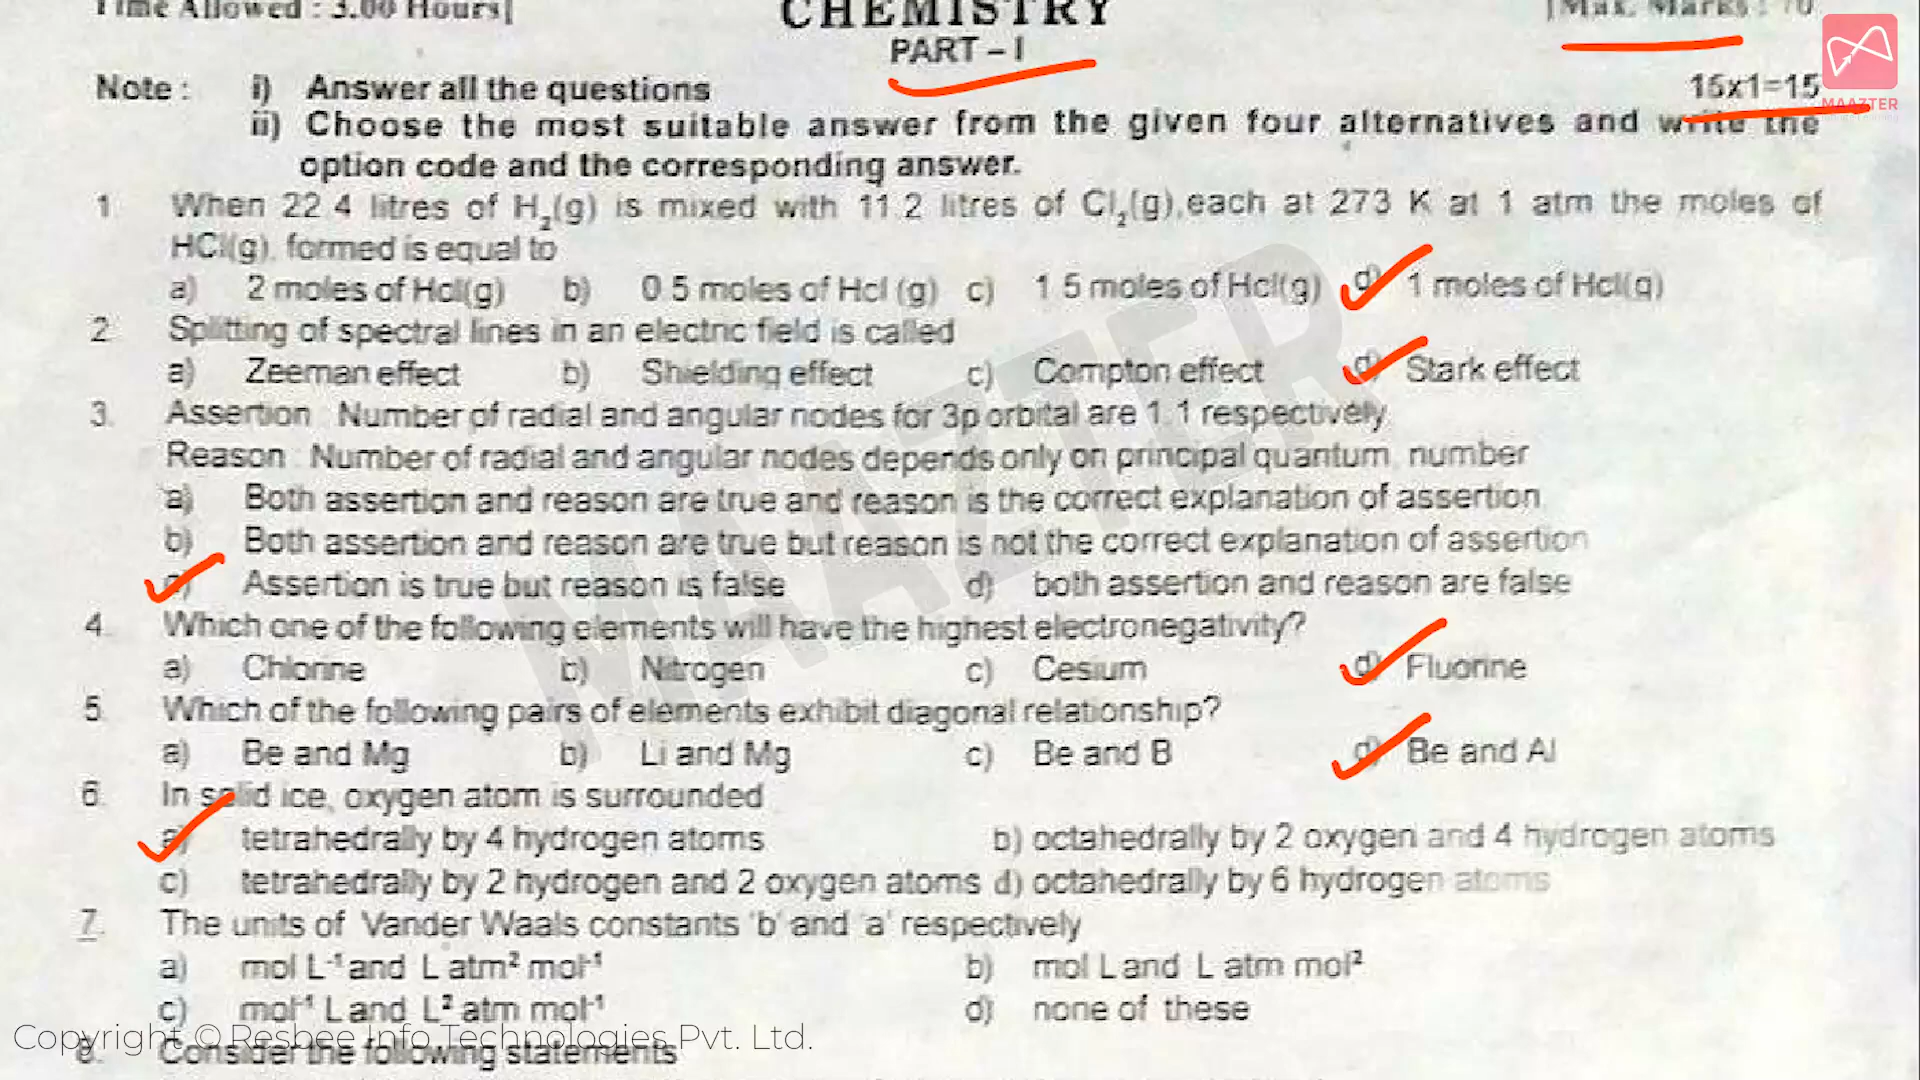 Time Allowed : 3.00 Hours]
CHEMISTRY
[Max. Marks : 70
PART – I
MAAZTER
Note : i) Answer all the questions
15x1=15
ii) Choose the most suitable answer from the given four alternatives and write the
option code and the corresponding answer.
1 When 22 4 litres of H₂(g) is mixed with 11 2 litres of Cl₂(g),each at 273 K at 1 atm the moles of
HCl(g), formed is equal to
a) 2 moles of Hcl(g) b) 0 5 moles of Hcl (g) c) 1 5 moles of Hcl(g) d) 1 moles of Hcl(g)
2 Splitting of spectral lines in an electric field is called
a) Zeeman effect b) Shielding effect c) Compton effect d) Stark effect
3. Assertion : Number of radial and angular nodes for 3p orbital are 1, 1 respectively
Reason : Number of radial and angular nodes depends only on principal quantum number
a) Both assertion and reason are true and reason is the correct explanation of assertion
b) Both assertion and reason are true but reason is not the correct explanation of assertion
c) Assertion is true but reason is false d) both assertion and reason are false
4. Which one of the following elements will have the highest electronegativity?
a) Chlorine b) Nitrogen c) Cesium d) Fluorine
5. Which of the following pairs of elements exhibit diagonal relationship?
a) Be and Mg b) Li and Mg c) Be and B d) Be and Al
6. In solid ice, oxygen atom is surrounded
a) tetrahedrally by 4 hydrogen atoms b) octahedrally by 2 oxygen and 4 hydrogen atoms
c) tetrahedrally by 2 hydrogen and 2 oxygen atoms d) octahedrally by 6 hydrogen atoms
7. The units of Vander Waals constants 'b' and 'a' respectively
a) mol L⁻¹ and L atm² mol⁻¹ b) mol L and L atm mol²
c) mol⁻¹ L and L² atm mol⁻¹ d) none of these
8. Consider the following statements
Copyright © Resbee Info Technologies Pvt. Ltd.
MAAZTER